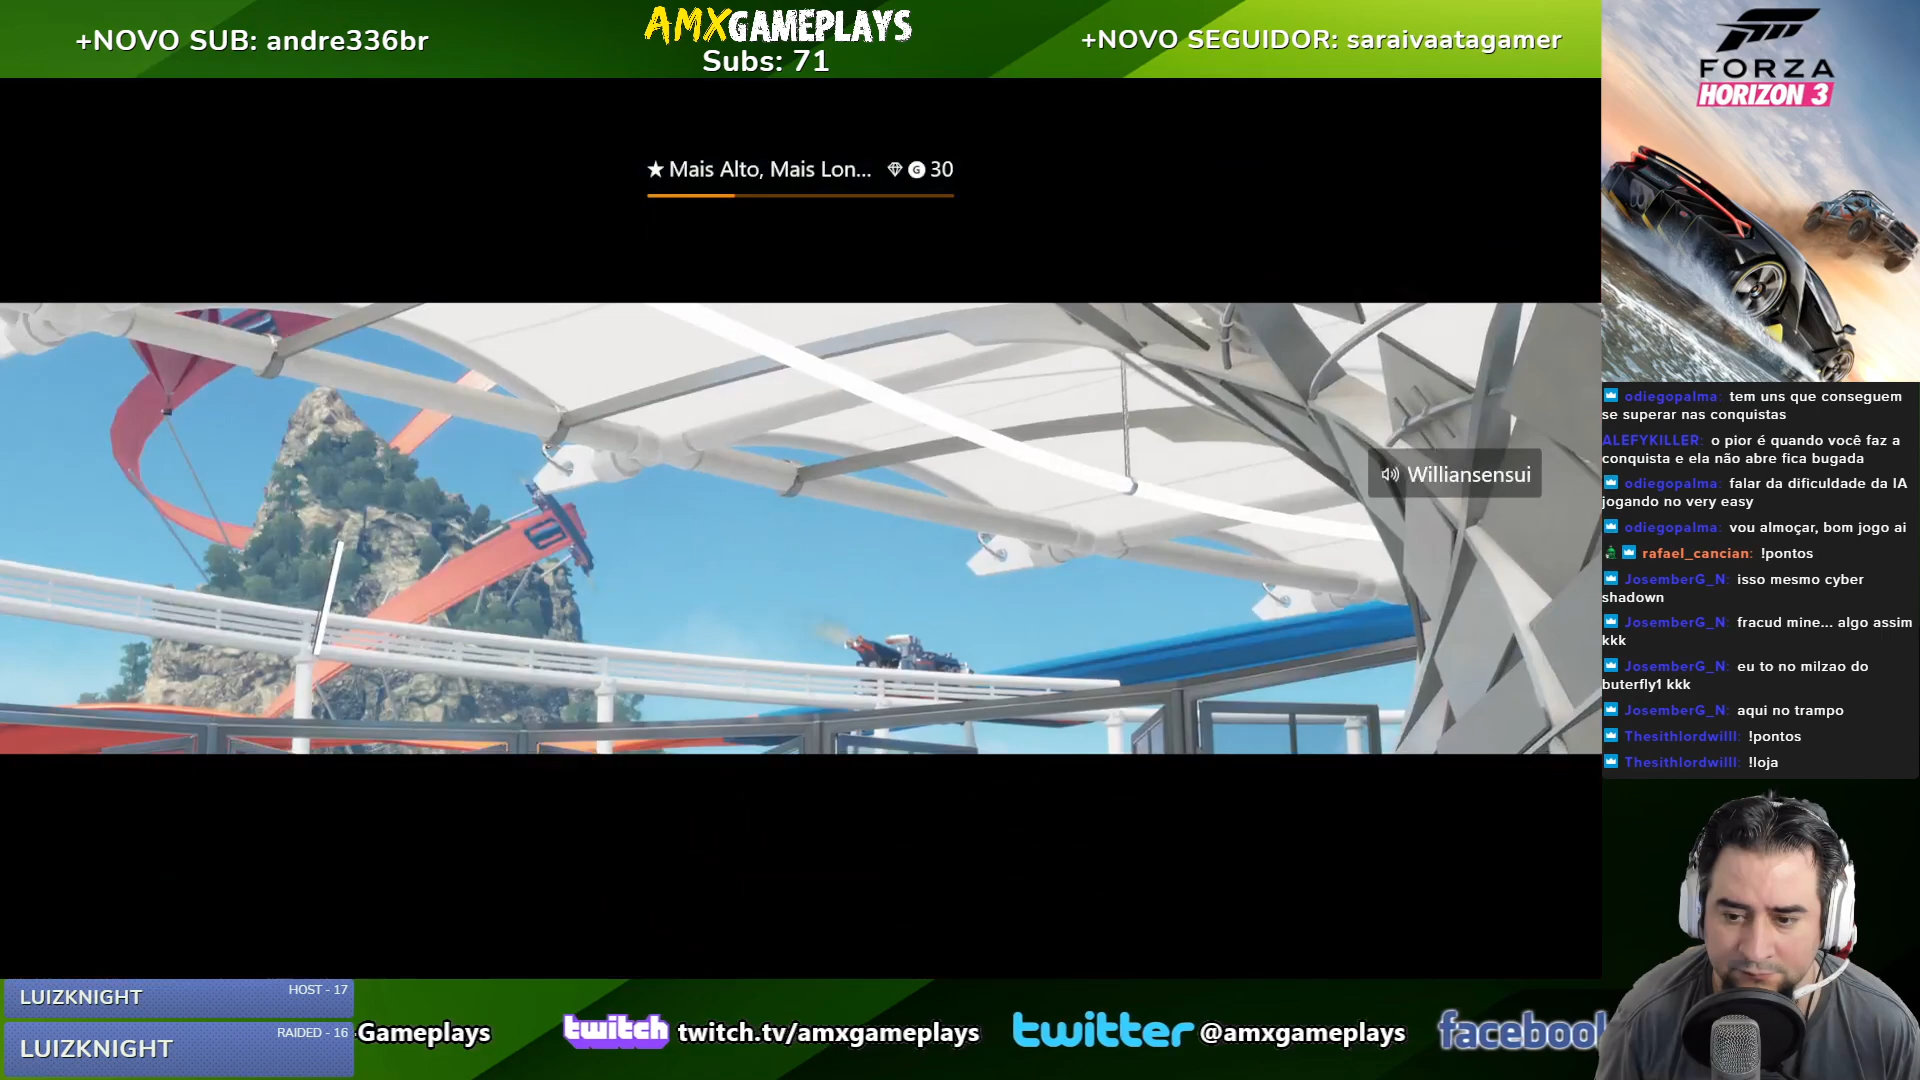 +NOVO SUB: andre336br
AMXGAMEPLAYS
Subs: 71
+NOVO SEGUIDOR: saraivaatagamer
FORZA
HORIZON 3
★ Mais Alto, Mais Lon... G 30
Williansensui
odiegopalma: tem uns que conseguem
se superar nas conquistas
ALEFYKILLER: o pior é quando você faz a
conquista e ela não abre fica bugada
odiegopalma: falar da dificuldade da IA
jogando no very easy
odiegopalma: vou almoçar, bom jogo ai
rafael_cancian: !pontos
JosemberG_N: isso mesmo cyber
shadown
JosemberG_N: fracud mine... algo assim
kkk
JosemberG_N: eu to no milzao do
buterfly1 kkk
JosemberG_N: aqui no trampo
Thesithlordwilll: !pontos
Thesithlordwilll: !loja
LUIZKNIGHT HOST - 17
LUIZKNIGHT RAIDED - 16
Gameplays
twitch twitch.tv/amxgameplays
twitter @amxgameplays
facebook